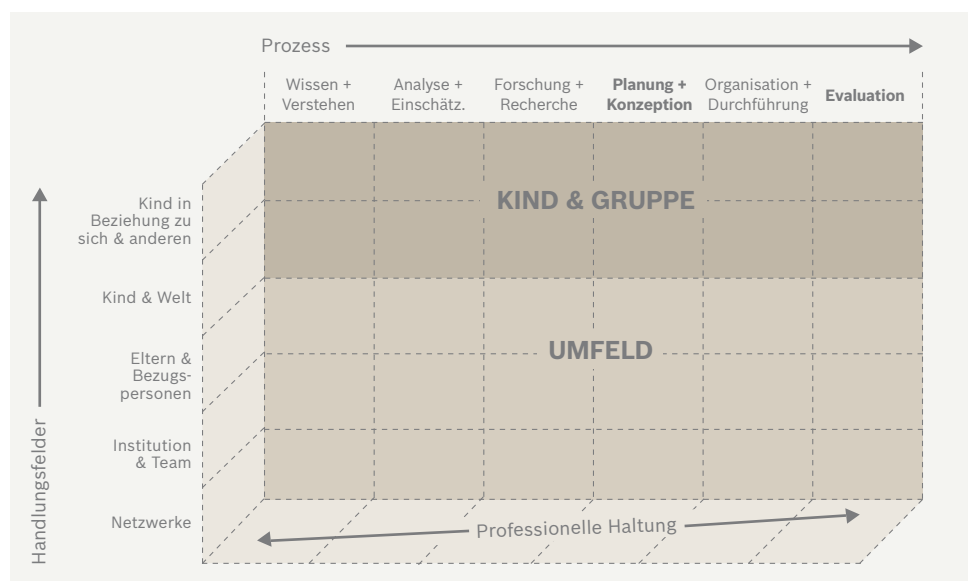 Prozess
Wissen +
Verstehen
Analyse +
Einschätz.
Forschung +
Recherche
Planung +
Konzeption
Organisation +
Durchführung
Evaluation
KIND & GRUPPE
UMFELD
Kind in
Beziehung zu
sich & anderen
Kind & Welt
Eltern &
Bezugs-
personen
Institution
& Team
Netzwerke
Handlungsfelder
Professionelle Haltung